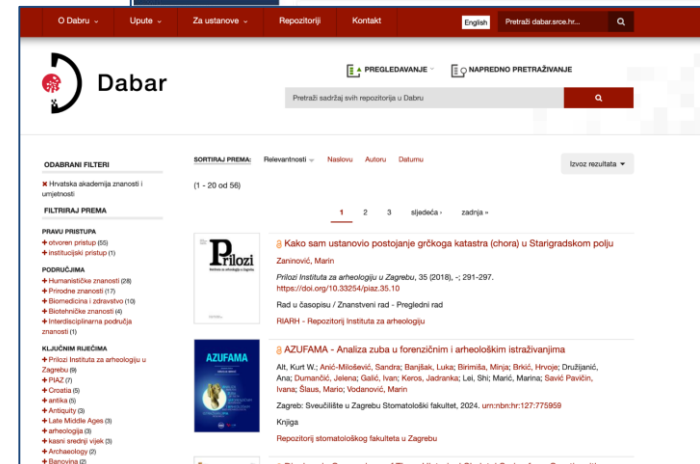 O Dabru
Upute
Za ustanove
Repozitoriji
Kontakt
English
Pretraži dabar.srce.hr...
Dabar
PREGLEDAVANJE
NAPREDNO PRETRAŽIVANJE
Pretraži sadržaj svih repozitorija u Dabru
ODABRANI FILTERI
✖ Hrvatska akademija znanosti i
umjetnosti
FILTRIRAJ PREMA
PRAVU PRISTUPA
+ otvoren pristup (55)
+ institucijski pristup (1)
PODRUČJIMA
+ Humanističke znanosti (28)
+ Prirodne znanosti (17)
+ Biomedicina i zdravstvo (10)
+ Biotehničke znanosti (4)
+ Interdisciplinarna područja
znanosti (1)
KLJUČNIM RIJEČIMA
+ Prilozi Instituta za arheologiju u
Zagrebu (9)
+ PIAZ (7)
+ Croatia (5)
+ antika (5)
+ Antiquity (3)
+ Late Middle Ages (3)
+ arheologija (3)
+ kasni srednji vijek (3)
+ Archaeology (2)
+ Banovina (2)
SORTIRAJ PREMA: Relevantnosti Naslovu Autoru Datumu
Izvoz rezultata
(1 - 20 od 56)
1 2 3 sljedeća › zadnja »
Prilozi
Kako sam ustanovio postojanje grčkoga katastra (chora) u Starigradskom polju
Zaninović, Marin
Prilozi Instituta za arheologiju u Zagrebu, 35 (2018), -; 291-297.
https://doi.org/10.33254/piaz.35.10
Rad u časopisu / Znanstveni rad - Pregledni rad
RIARH - Repozitorij Instituta za arheologiju
AZUFAMA
AZUFAMA - Analiza zuba u forenzičnim i arheološkim istraživanjima
Alt, Kurt W.; Anić-Milošević, Sandra; Banjšak, Luka; Birimiša, Minja; Brkić, Hrvoje; Družijanić,
Ana; Dumančić, Jelena; Galić, Ivan; Keros, Jadranka; Lei, Shi; Marić, Marina; Savić Pavičin,
Ivana; Šlaus, Mario; Vodanović, Marin
Zagreb: Sveučilište u Zagrebu Stomatološki fakultet, 2024. urn:nbn:hr:127:775959
Knjiga
Repozitorij stomatološkog fakulteta u Zagrebu